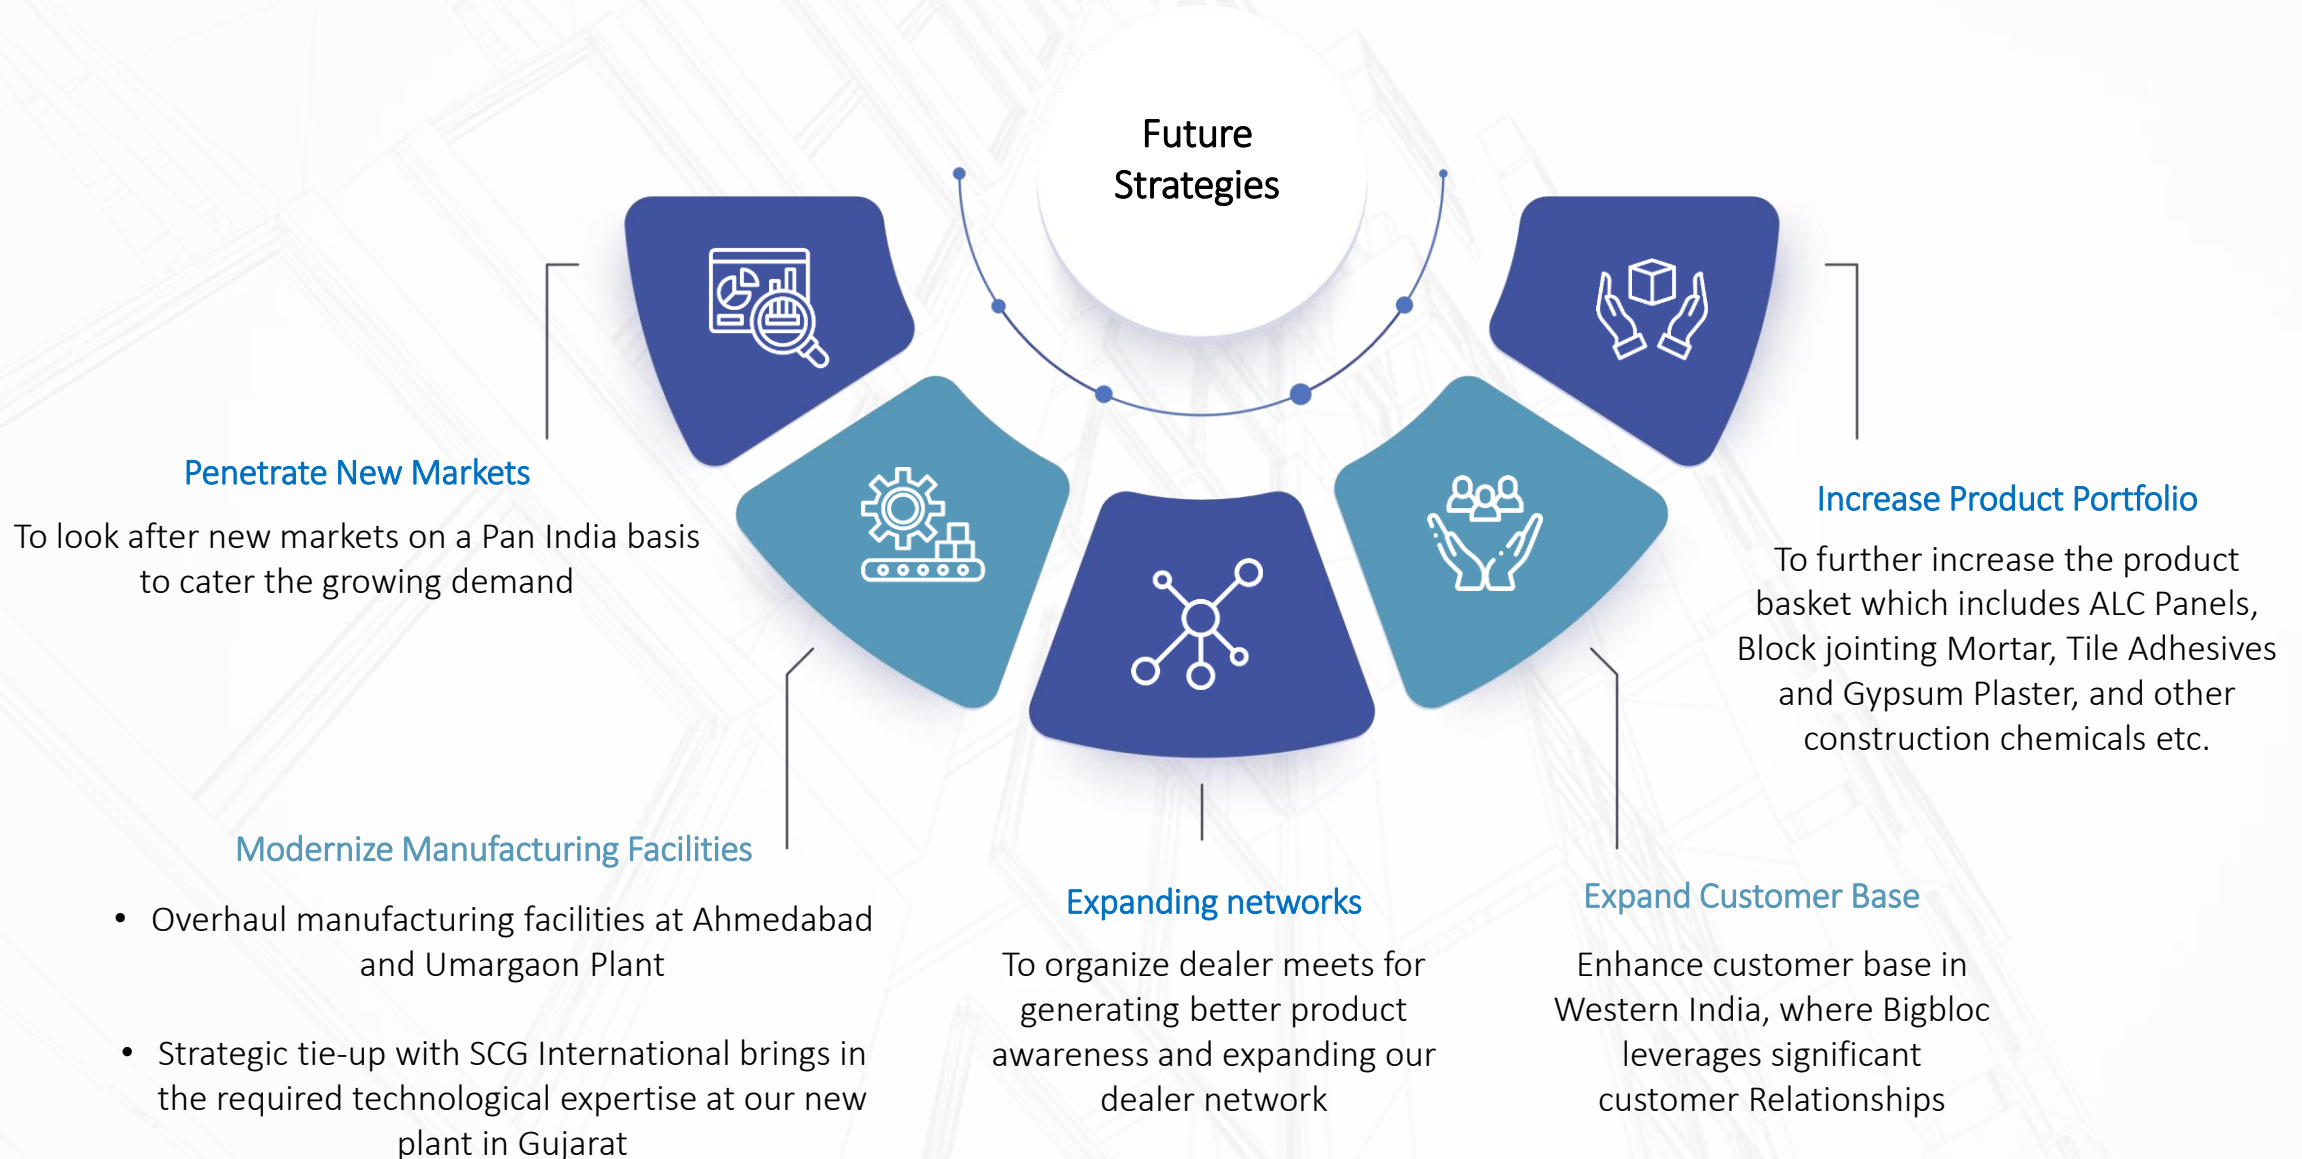 Future
Strategies
Penetrate New Markets
To look after new markets on a Pan India basis
to cater the growing demand
Modernize Manufacturing Facilities
• Overhaul manufacturing facilities at Ahmedabad
and Umargaon Plant
• Strategic tie-up with SCG International brings in
the required technological expertise at our new
plant in Gujarat
Expanding networks
To organize dealer meets for
generating better product
awareness and expanding our
dealer network
Expand Customer Base
Enhance customer base in
Western India, where Bigbloc
leverages significant
customer Relationships
Increase Product Portfolio
To further increase the product
basket which includes ALC Panels,
Block jointing Mortar, Tile Adhesives
and Gypsum Plaster, and other
construction chemicals etc.